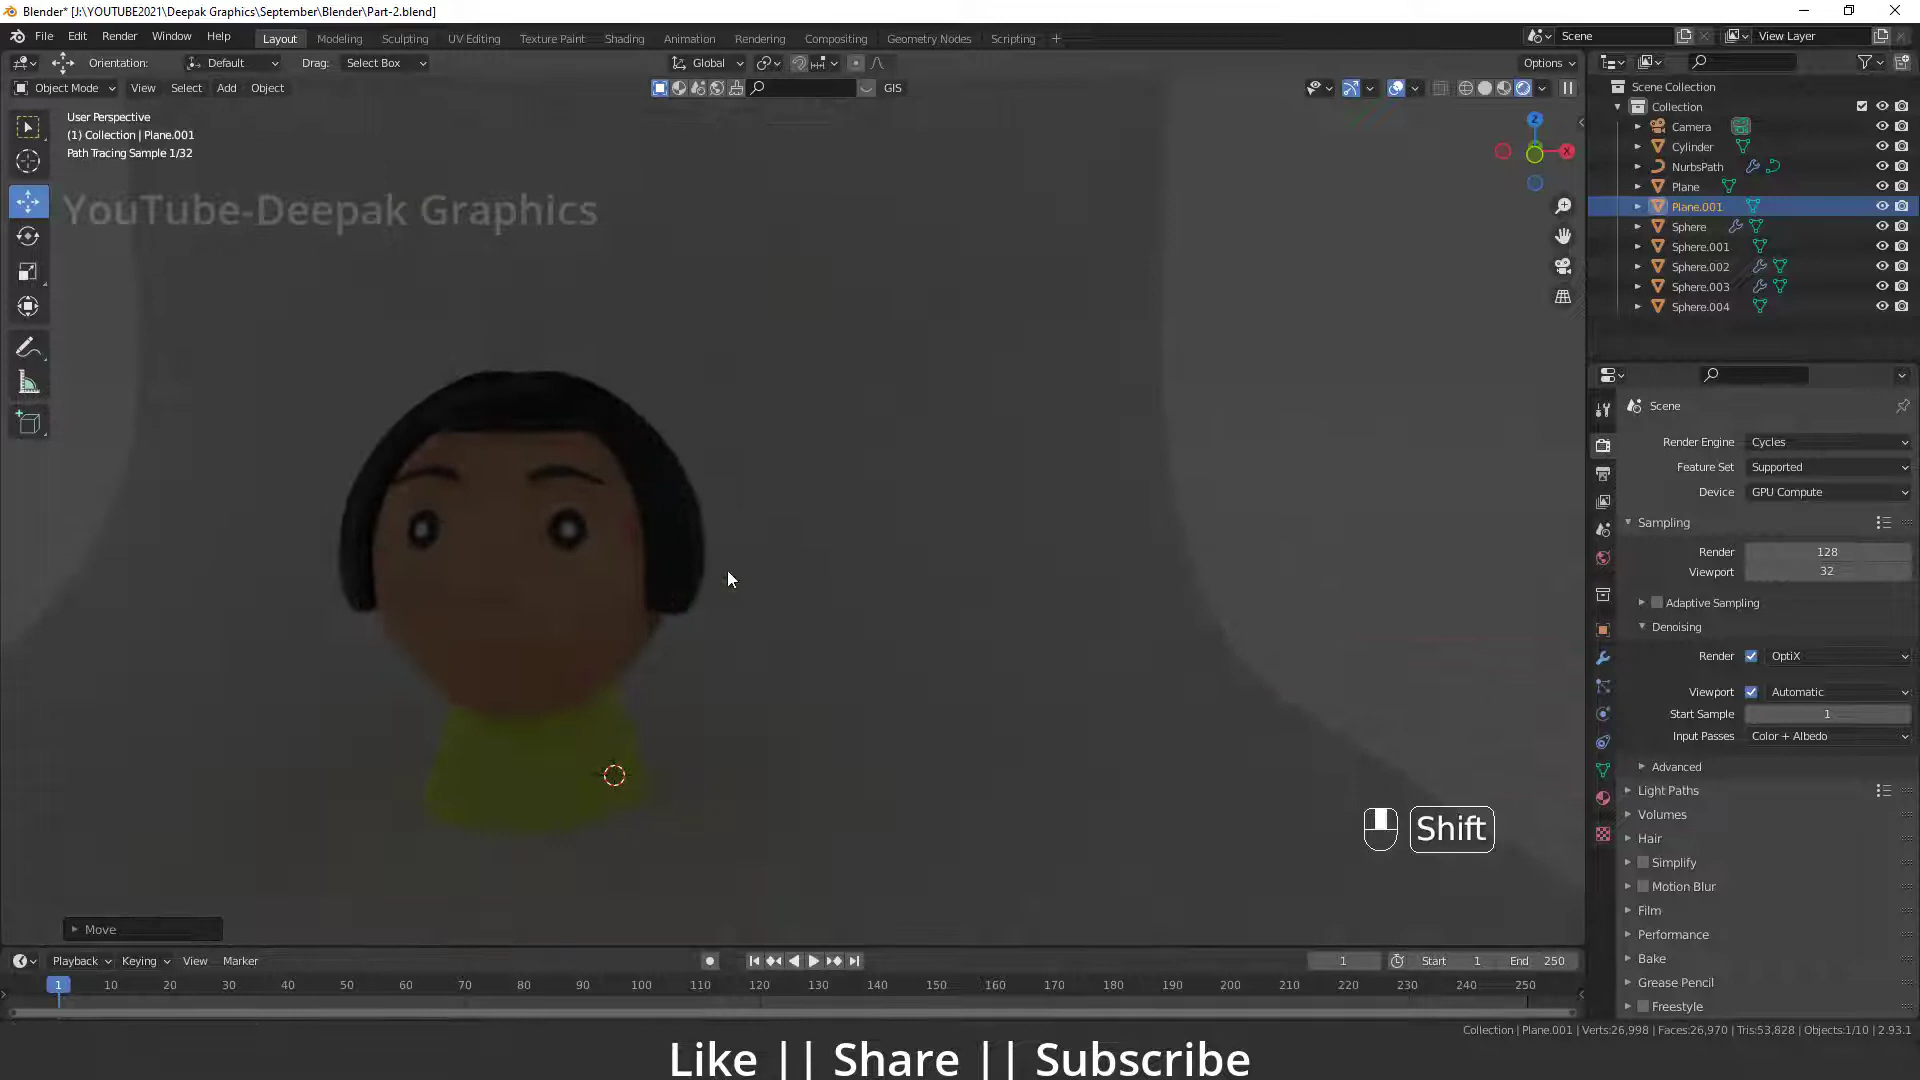 Blender* [J:\YOUTUBE2021\Deepak Graphics\September\Blender\Part-2.blend]
File Edit Render Window Help Layout Modeling Sculpting UV Editing Texture Paint Shading Animation Rendering Compositing Geometry Nodes Scripting + Scene View Layer
Orientation: Default Drag: Select Box Global Options
Object Mode View Select Add Object GIS
User Perspective
(1) Collection | Plane.001
Path Tracing Sample 1/32
YouTube-Deepak Graphics
Z
X
Move
Shift
Scene Collection
Collection
Camera
Cylinder
NurbsPath
Plane
Plane.001
Sphere
Sphere.001
Sphere.002
Sphere.003
Sphere.004
Scene
Render Engine Cycles
Feature Set Supported
Device GPU Compute
Sampling
Render 128
Viewport 32
Adaptive Sampling
Denoising
Render OptiX
Viewport Automatic
Start Sample 1
Input Passes Color + Albedo
Advanced
Light Paths
Volumes
Hair
Simplify
Motion Blur
Film
Performance
Bake
Grease Pencil
Freestyle
Playback Keying View Marker 1 Start 1 End 250
1 10 20 30 40 50 60 70 80 90 100 110 120 130 140 150 160 170 180 190 200 210 220 230 240 250
Collection | Plane.001 | Verts:26,998 | Faces:26,970 | Tris:53,828 | Objects:1/10 | 2.93.1
Like || Share || Subscribe